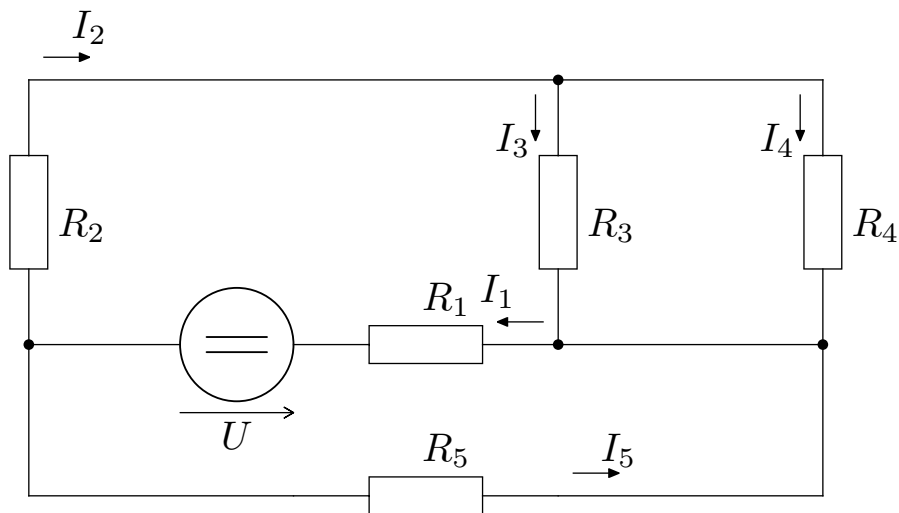 I₂
I₃
I₄
R₂
R₃
R₄
R₁
I₁
U
R₅
I₅